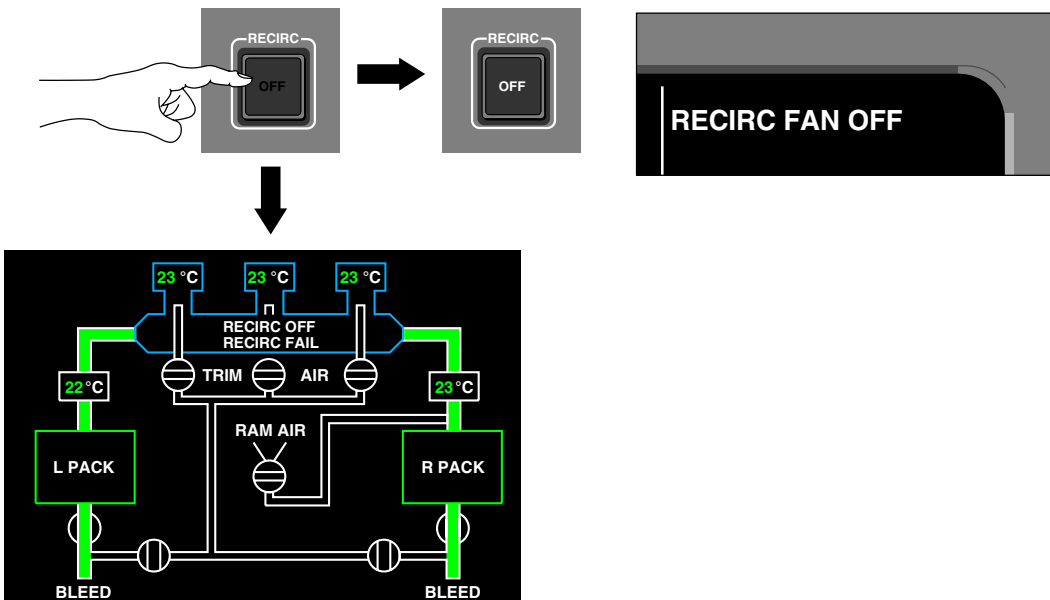 RECIRC
OFF
RECIRC
OFF
RECIRC FAN OFF
23 °C
23 °C
23 °C
RECIRC OFF
RECIRC FAIL
TRIM
AIR
22 °C
23 °C
RAM AIR
L PACK
R PACK
BLEED
BLEED